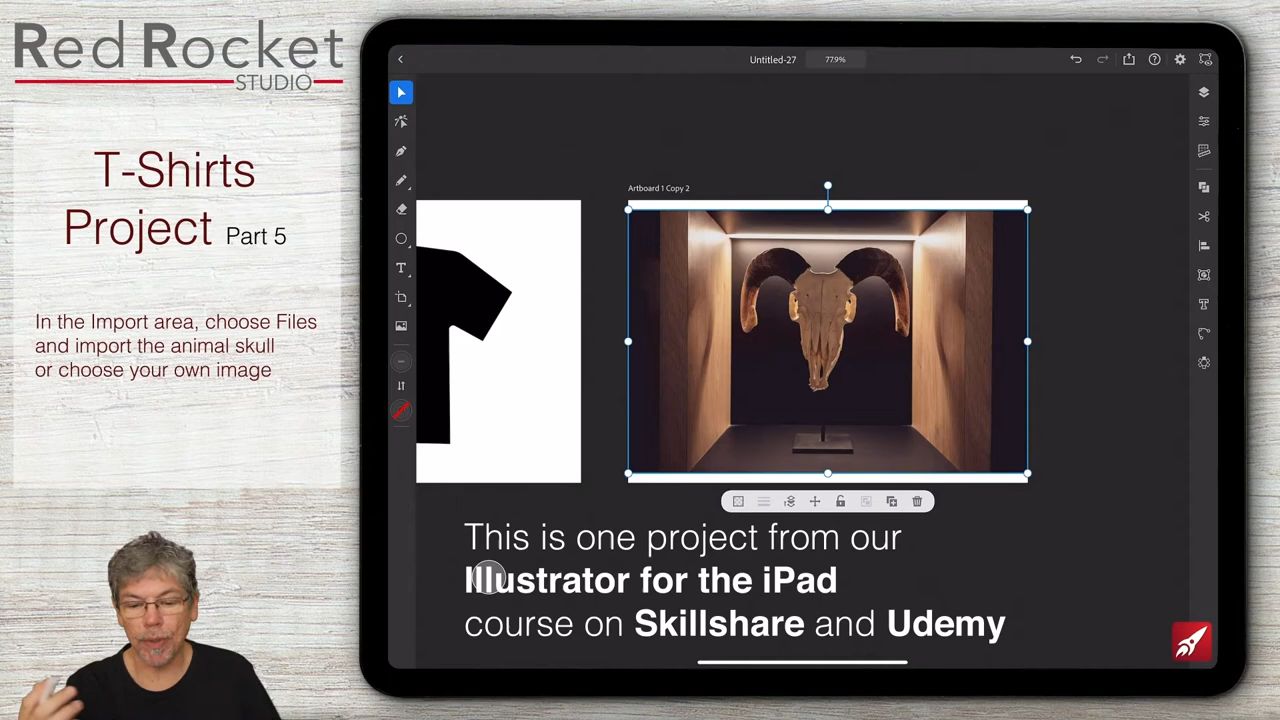 Red Rocket
STUDIO
T-Shirts
Project Part 5
In the Import area, choose Files
and import the animal skull
or choose your own image
Untitled-27
77.9%
Artboard 1 Copy 2
This is one project from our
Illustrator for the iPad
course on Skillshare and Udemy